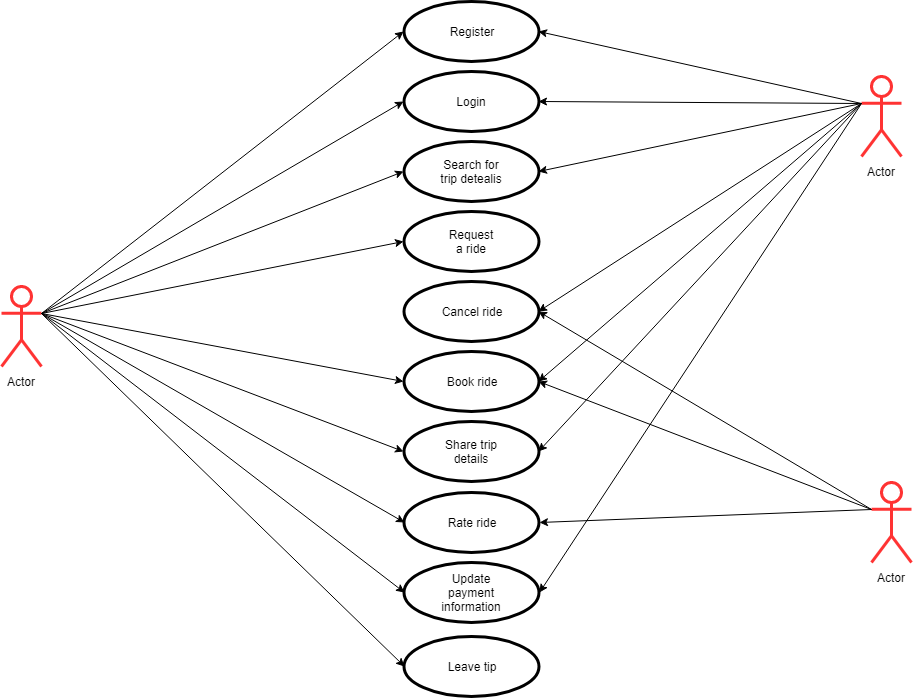 Register
Login
Actor
Search for
trip detealis
Request
a ride
Cancel ride
Actor
Book ride
Share trip
details
Rate ride
Actor
Update
payment
information
Leave tip